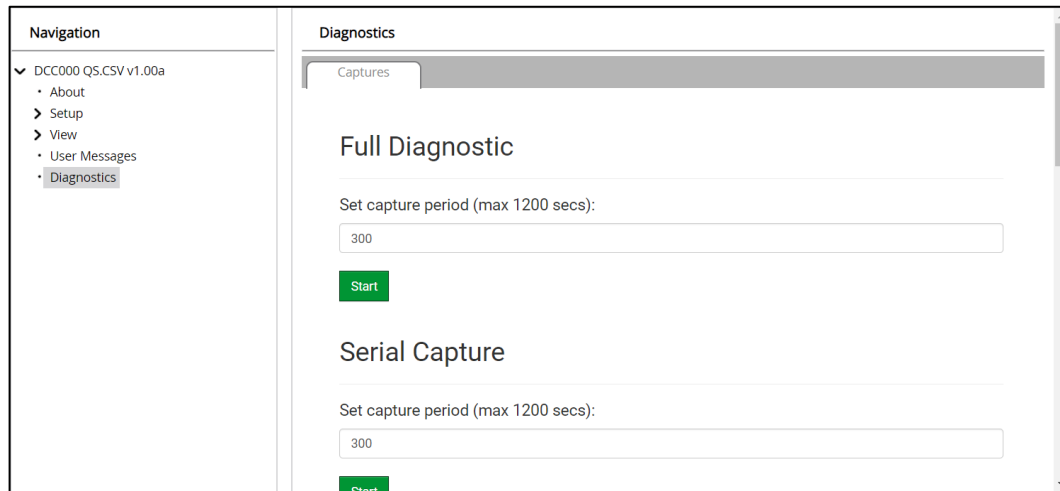 Navigation
DCC000 QS.CSV v1.00a
About
Setup
View
User Messages
Diagnostics
Diagnostics
Captures
Full Diagnostic
Set capture period (max 1200 secs):
300
Start
Serial Capture
Set capture period (max 1200 secs):
300
Start